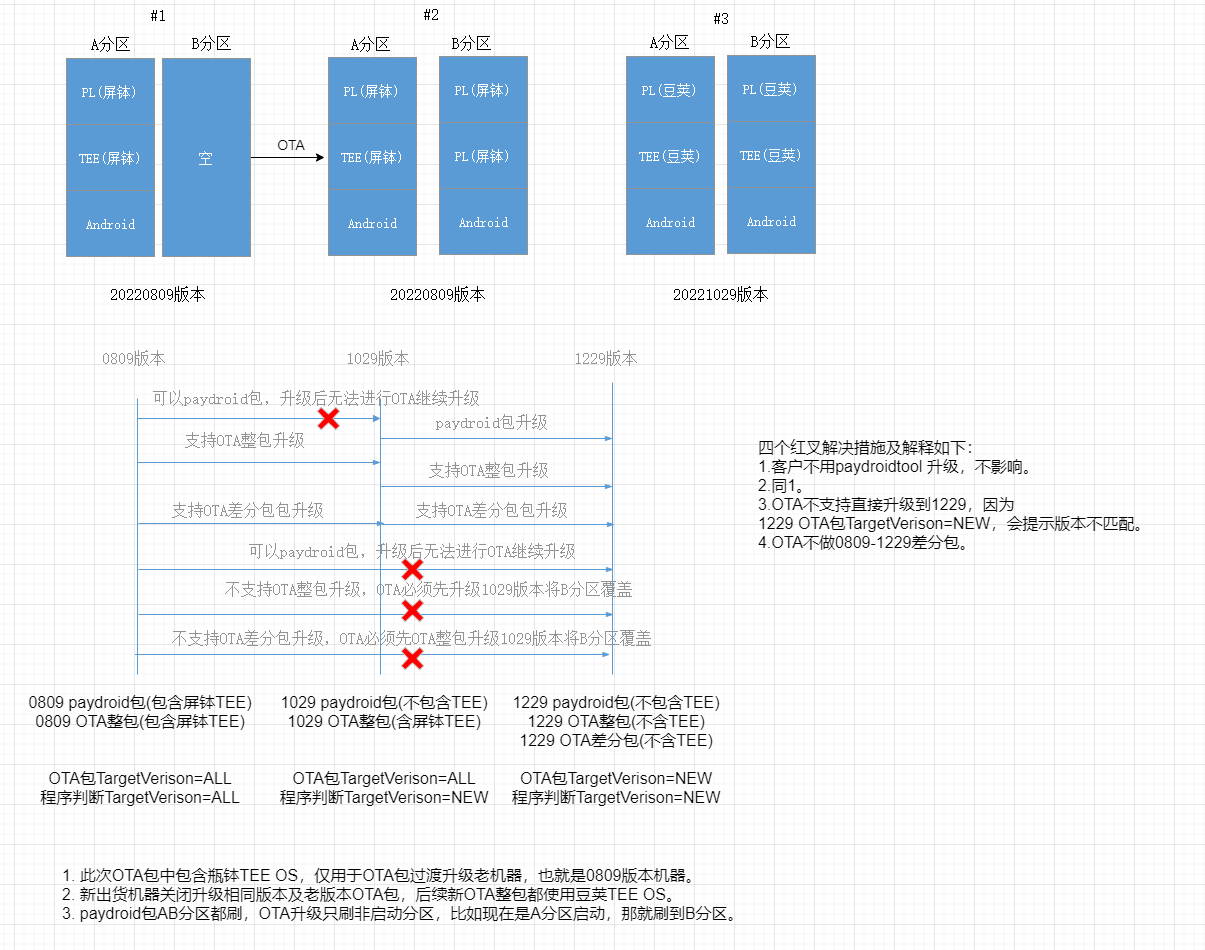 #1
#2
#3
A分区
B分区
A分区
B分区
A分区
B分区
PL(屏钵)
TEE(屏钵)
Android
空
OTA
PL(屏钵)
TEE(屏钵)
Android
PL(屏钵)
PL(屏钵)
Android
PL(豆荚)
TEE(豆荚)
Android
PL(豆荚)
TEE(豆荚)
Android
20220809版本
20220809版本
20221029版本
0809版本
1029版本
1229版本
可以paydroid包，升级后无法进行OTA继续升级
paydroid包升级
支持OTA整包升级
支持OTA整包升级
支持OTA差分包包升级
支持OTA差分包包升级
可以paydroid包，升级后无法进行OTA继续升级
不支持OTA整包升级，OTA必须先升级1029版本将B分区覆盖
不支持OTA差分包升级，OTA必须先OTA整包升级1029版本将B分区覆盖
四个红叉解决措施及解释如下：
1.客户不用paydroidtool 升级，不影响。
2.同1。
3.OTA不支持直接升级到1229，因为
1229 OTA包TargetVerison=NEW，会提示版本不匹配。
4.OTA不做0809-1229差分包。
0809 paydroid包(包含屏钵TEE)
0809 OTA整包(包含屏钵TEE)
OTA包TargetVerison=ALL
程序判断TargetVerison=ALL
1029 paydroid包(不包含TEE)
1029 OTA整包(含屏钵TEE)
OTA包TargetVerison=ALL
程序判断TargetVerison=NEW
1229 paydroid包(不包含TEE)
1229 OTA整包(不含TEE)
1229 OTA差分包(不含TEE)
OTA包TargetVerison=NEW
程序判断TargetVerison=NEW
1. 此次OTA包中包含瓶钵TEE OS，仅用于OTA包过渡升级老机器，也就是0809版本机器。
2. 新出货机器关闭升级相同版本及老版本OTA包，后续新OTA整包都使用豆荚TEE OS。
3. paydroid包AB分区都刷，OTA升级只刷非启动分区，比如现在是A分区启动，那就刷到B分区。